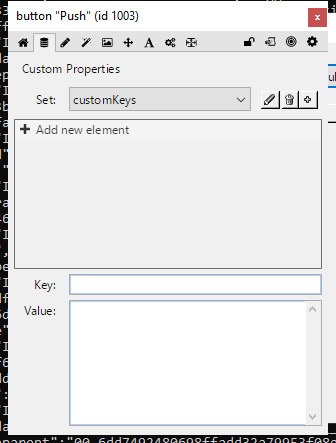 button "Push" (id 1003)
Custom Properties
Set: customKeys
Add new element
Key:
Value: